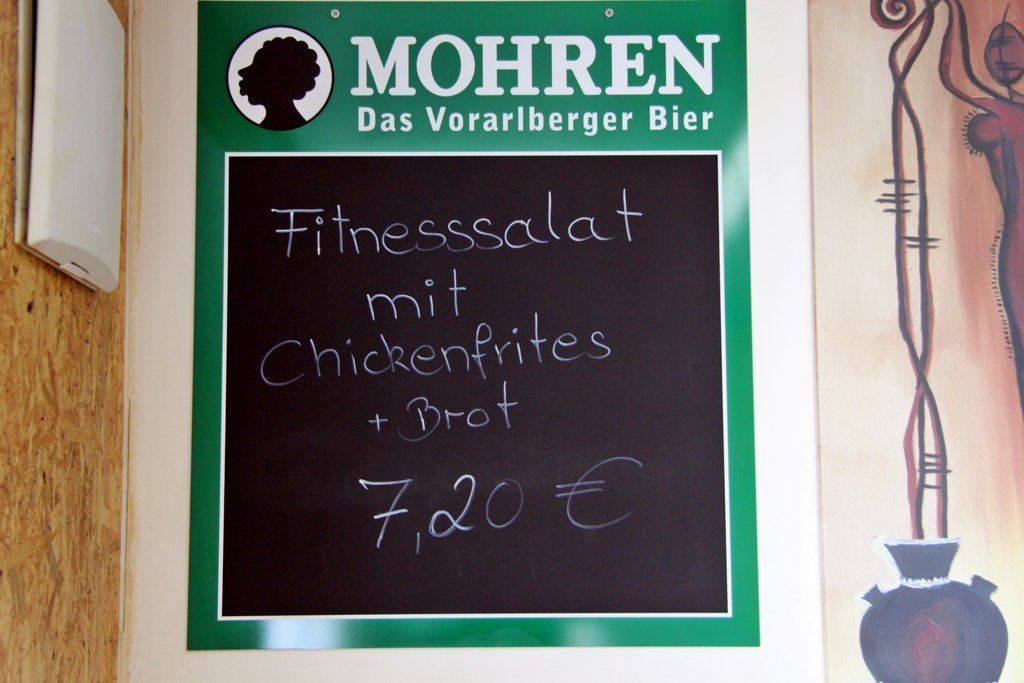 MOHREN
Das Vorarlberger Bier
Fitnesssalat
mit
Chickenfrites
+ Brot
7,20 €